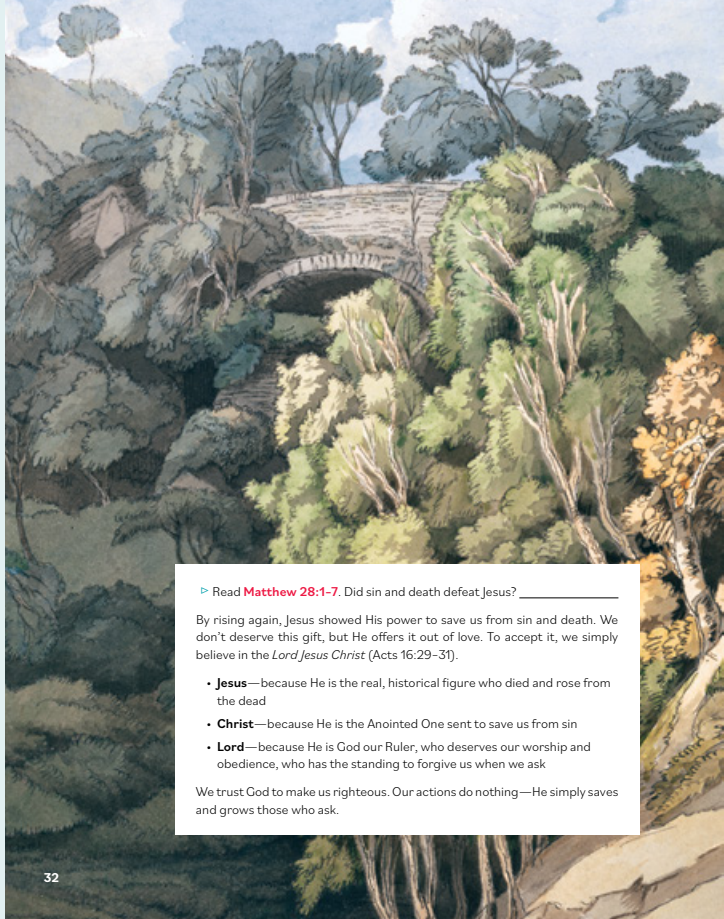 ▷ Read Matthew 28:1–7. Did sin and death defeat Jesus? ______________
By rising again, Jesus showed His power to save us from sin and death. We
don’t deserve this gift, but He offers it out of love. To accept it, we simply
believe in the Lord Jesus Christ (Acts 16:29–31).
• Jesus—because He is the real, historical figure who died and rose from
the dead
• Christ—because He is the Anointed One sent to save us from sin
• Lord—because He is God our Ruler, who deserves our worship and
obedience, who has the standing to forgive us when we ask
We trust God to make us righteous. Our actions do nothing—He simply saves
and grows those who ask.
32